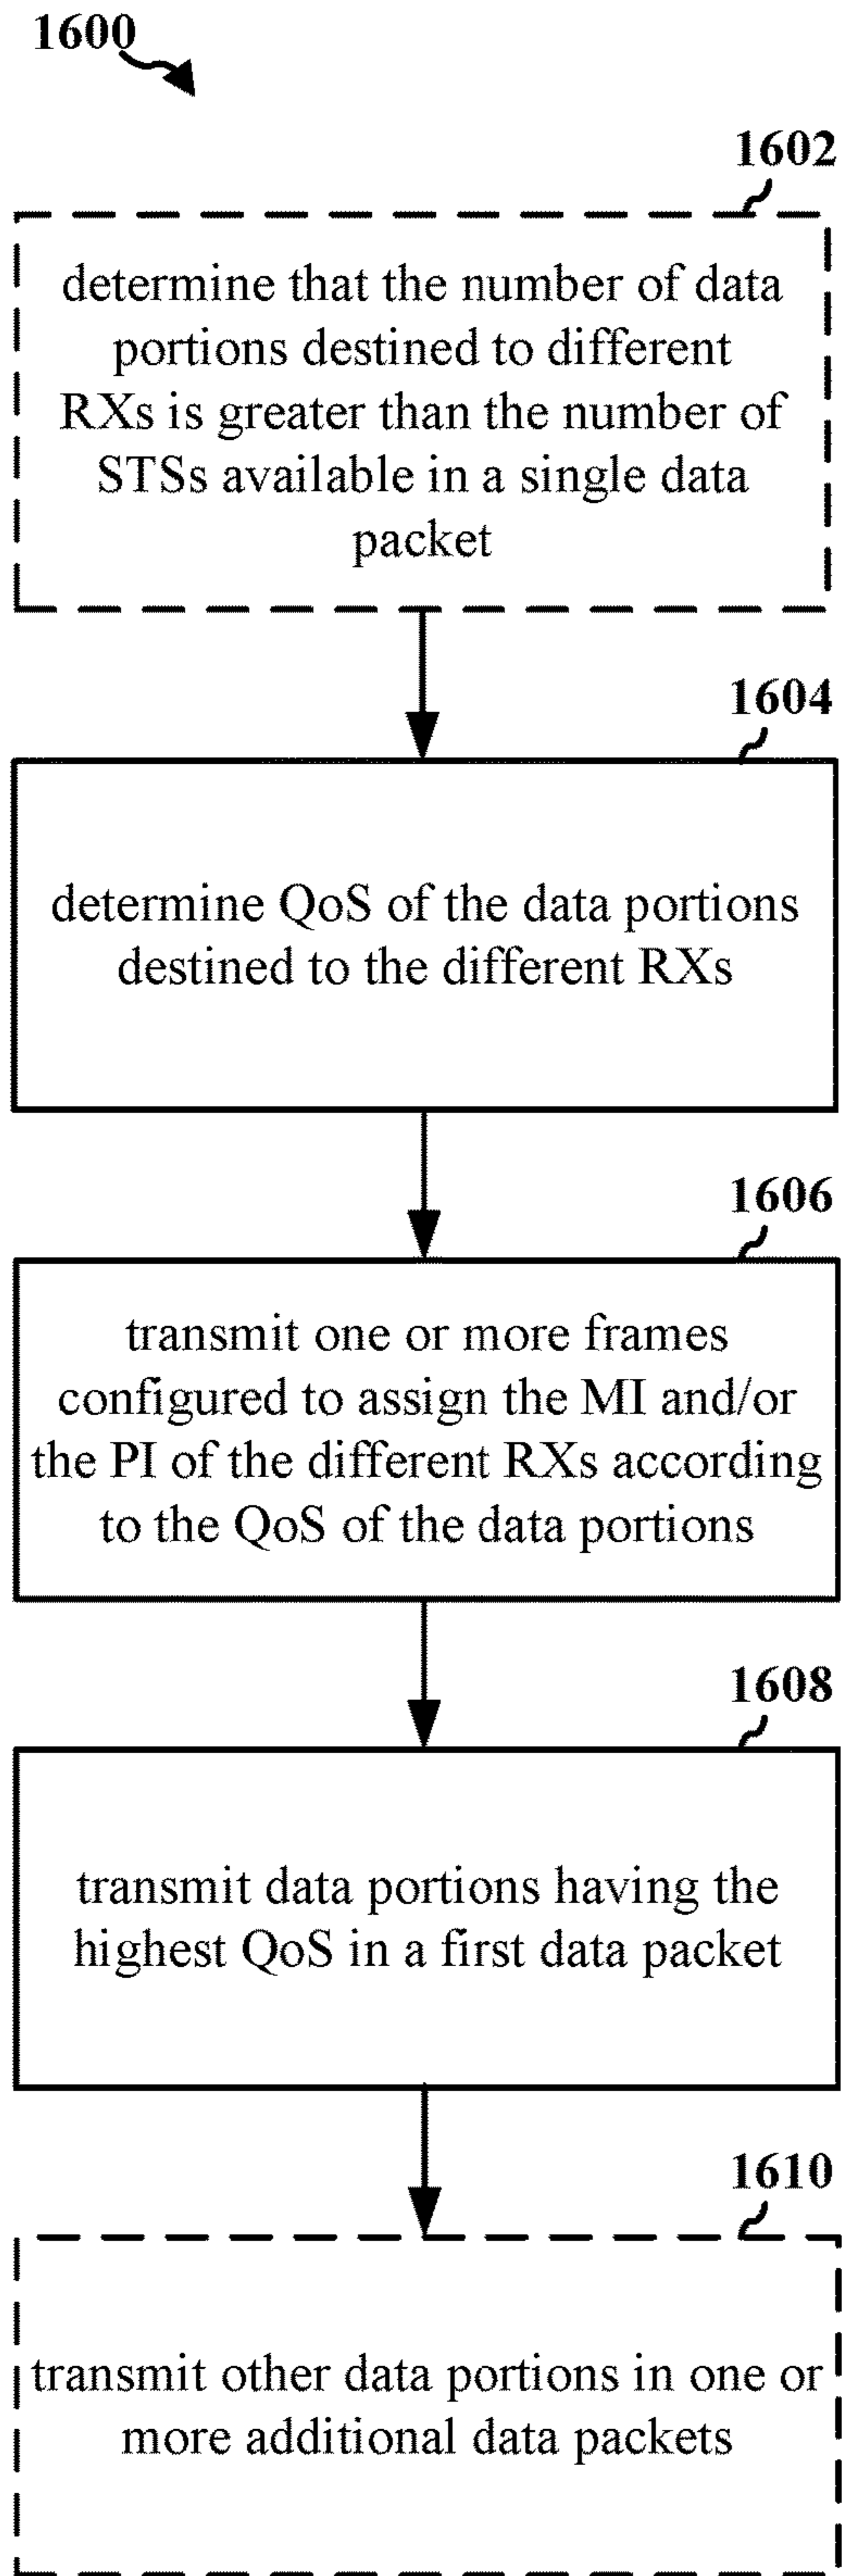 1600
1602
determine that the number of data
portions destined to different
RXs is greater than the number of
STSs available in a single data
packet
1604
determine QoS of the data portions
destined to the different RXs
1606
transmit one or more frames
configured to assign the MI and/or
the PI of the different RXs according
to the QoS of the data portions
1608
transmit data portions having the
highest QoS in a first data packet
1610
transmit other data portions in one or
more additional data packets